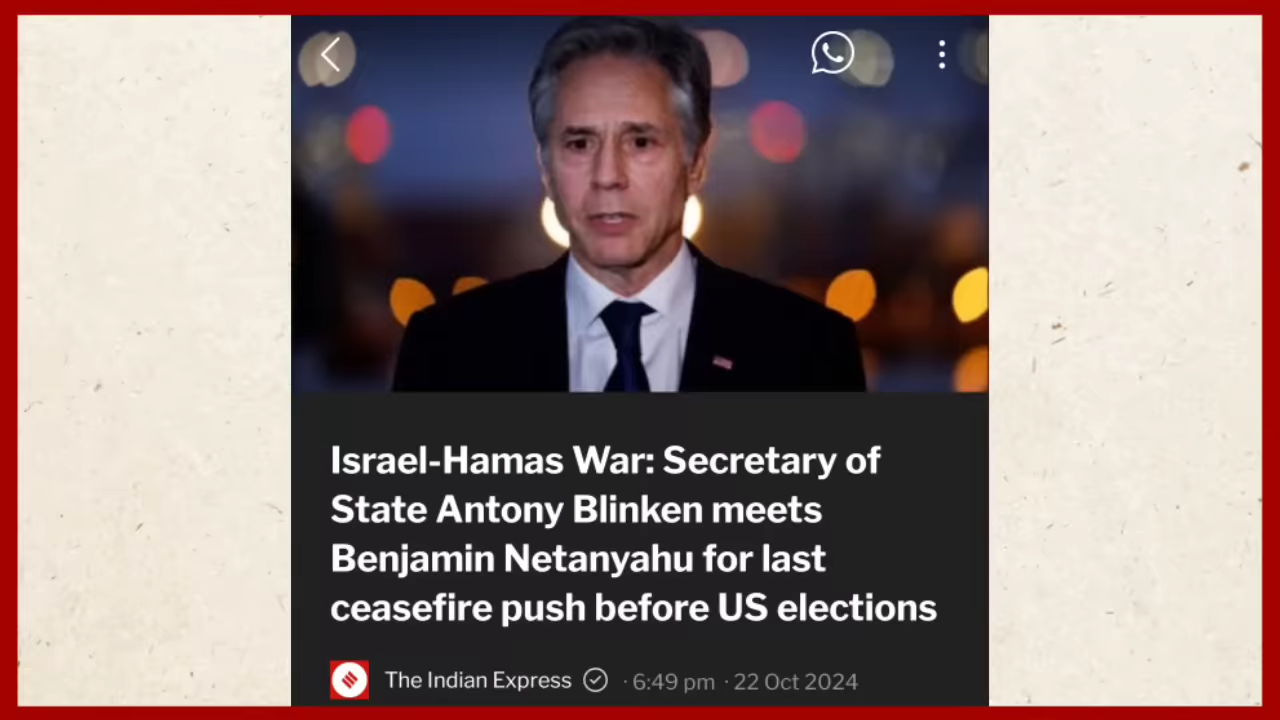 Israel-Hamas War: Secretary of
State Antony Blinken meets
Benjamin Netanyahu for last
ceasefire push before US elections
The Indian Express · 6:49 pm · 22 Oct 2024